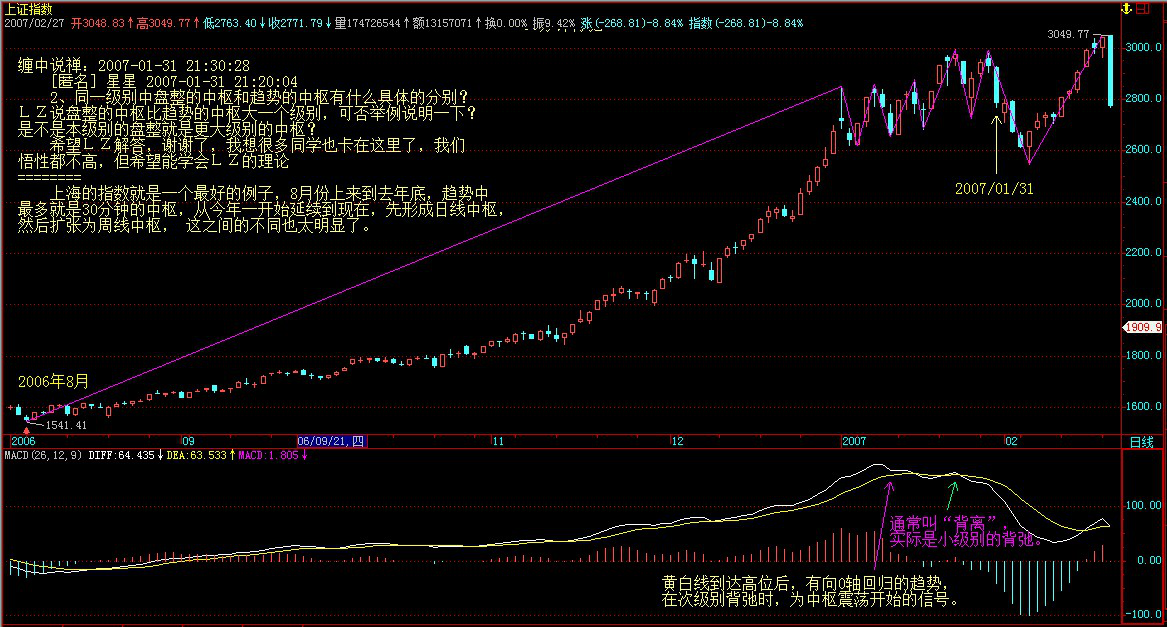 上证指数
2007/02/27 开3048.83↑高3049.77↑低2763.40↓收2771.79↓量174726544↑额13157071↑换0.00% 振9.42% 涨(-268.81)-8.84% 指数(-268.81)-8.84%
3049.77
3000.0
缠中说禅：2007-01-31 21:30:28
[匿名] 星星 2007-01-31 21:20:04
2、同一级别中盘整的中枢和趋势的中枢有什么具体的分别？
ＬＺ说盘整的中枢比趋势的中枢大一个级别，可否举例说明一下？
是不是本级别的盘整就是更大级别的中枢？
希望ＬＺ解答，谢谢了，我想很多同学也卡在这里了，我们
悟性都不高，但希望能学会ＬＺ的理论
========
上海的指数就是一个最好的例子，8月份上来到去年底，趋势中
最多就是30分钟的中枢，从今年一开始延续到现在，先形成日线中枢，
然后扩张为周线中枢， 这之间的不同也太明显了。
2800.0
2600.0
2007/01/31
2400.0
2200.0
2000.0
1909.9
1800.0
2006年8月
1600.0
1541.41
2006 09 06/09/21,四 11 12 2007 02 日线
MACD(26,12,9) DIFF:64.435↓DEA:63.533↑MACD:1.805↓
100.00
通常叫“背离”，
实际是小级别的背弛。
0.00
黄白线到达高位后，有向0轴回归的趋势，
在次级别背弛时，为中枢震荡开始的信号。
-100.0